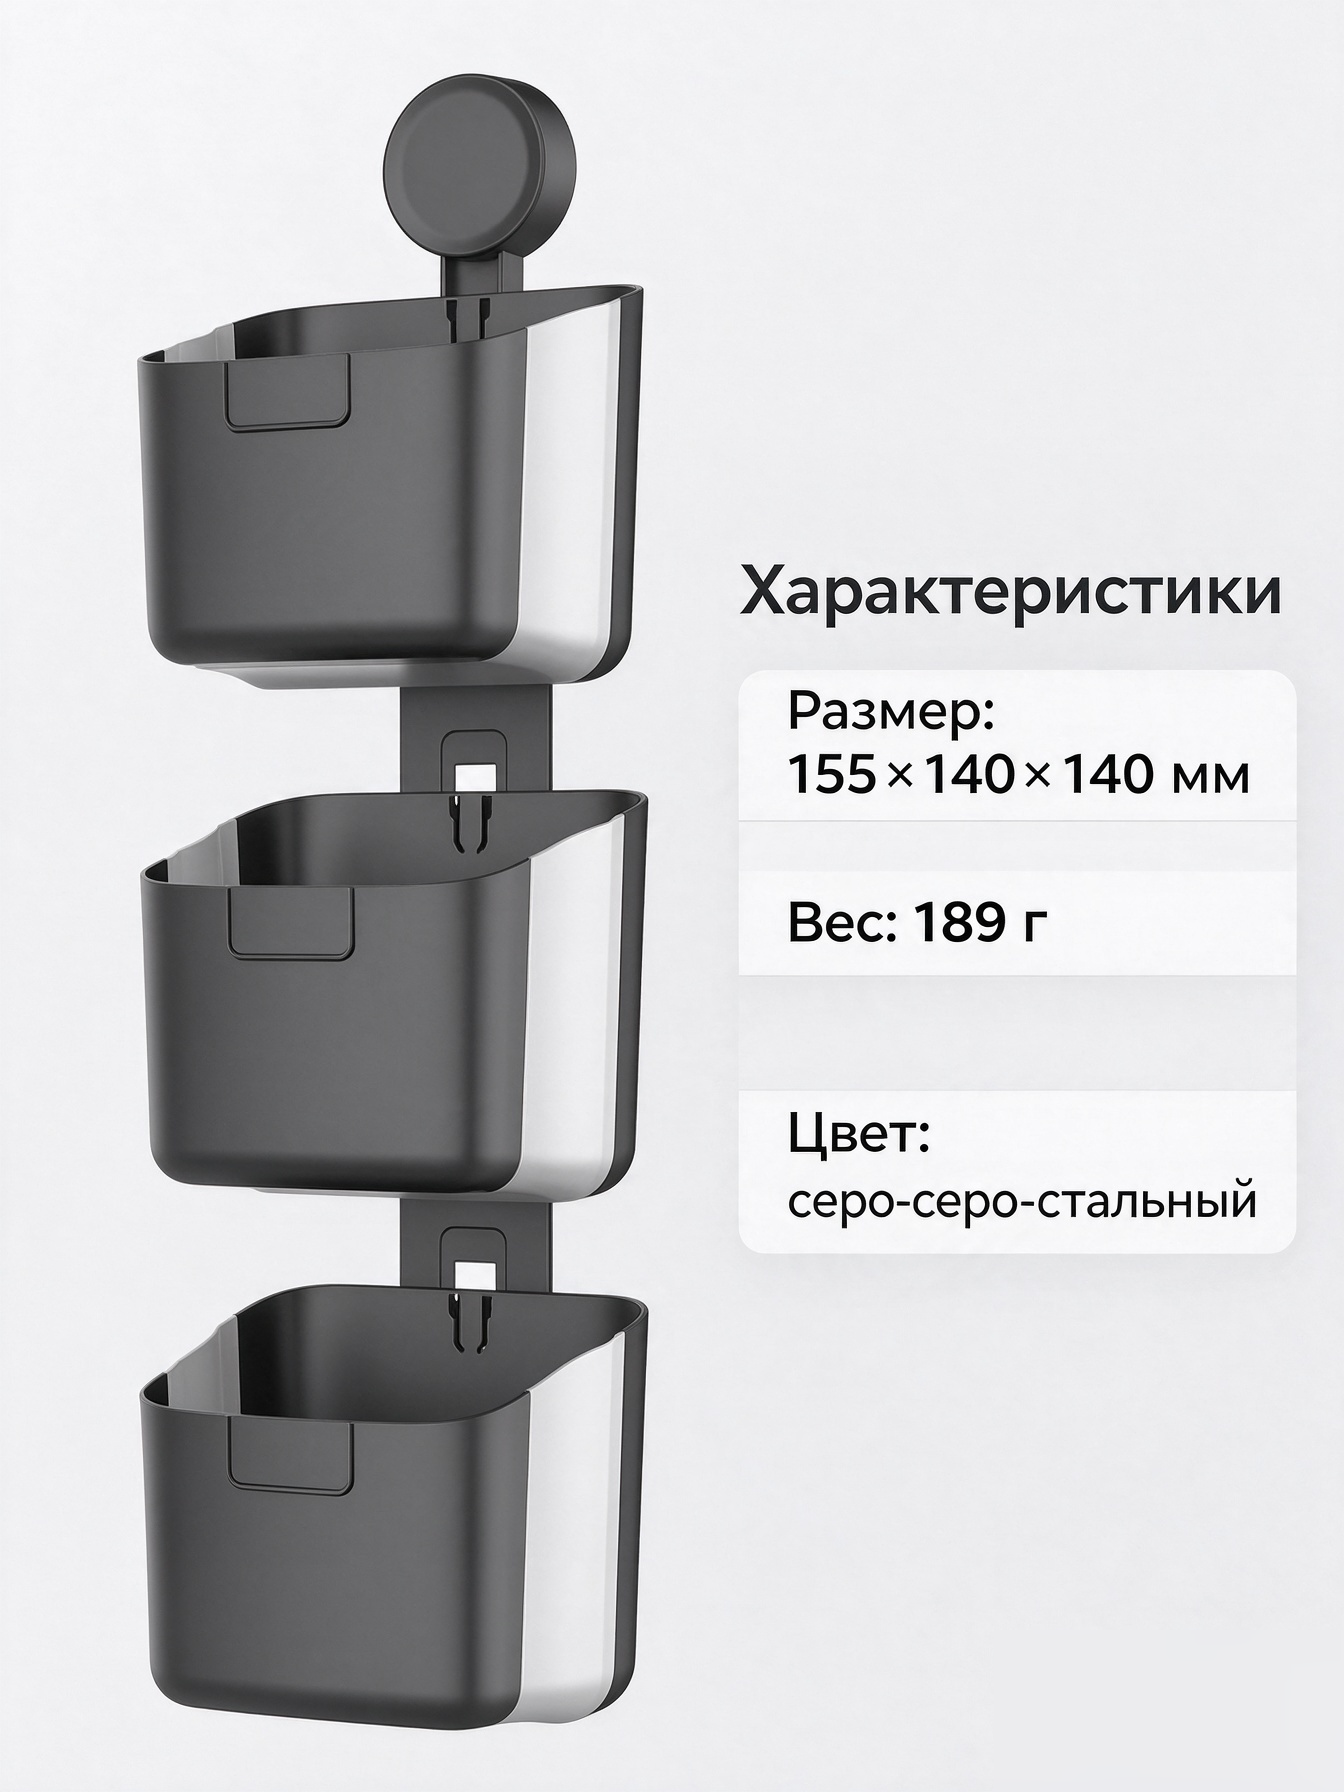 Характеристики
Размер:
155×140×140 мм
Вес: 189 г
Цвет:
серо-серо-стальный